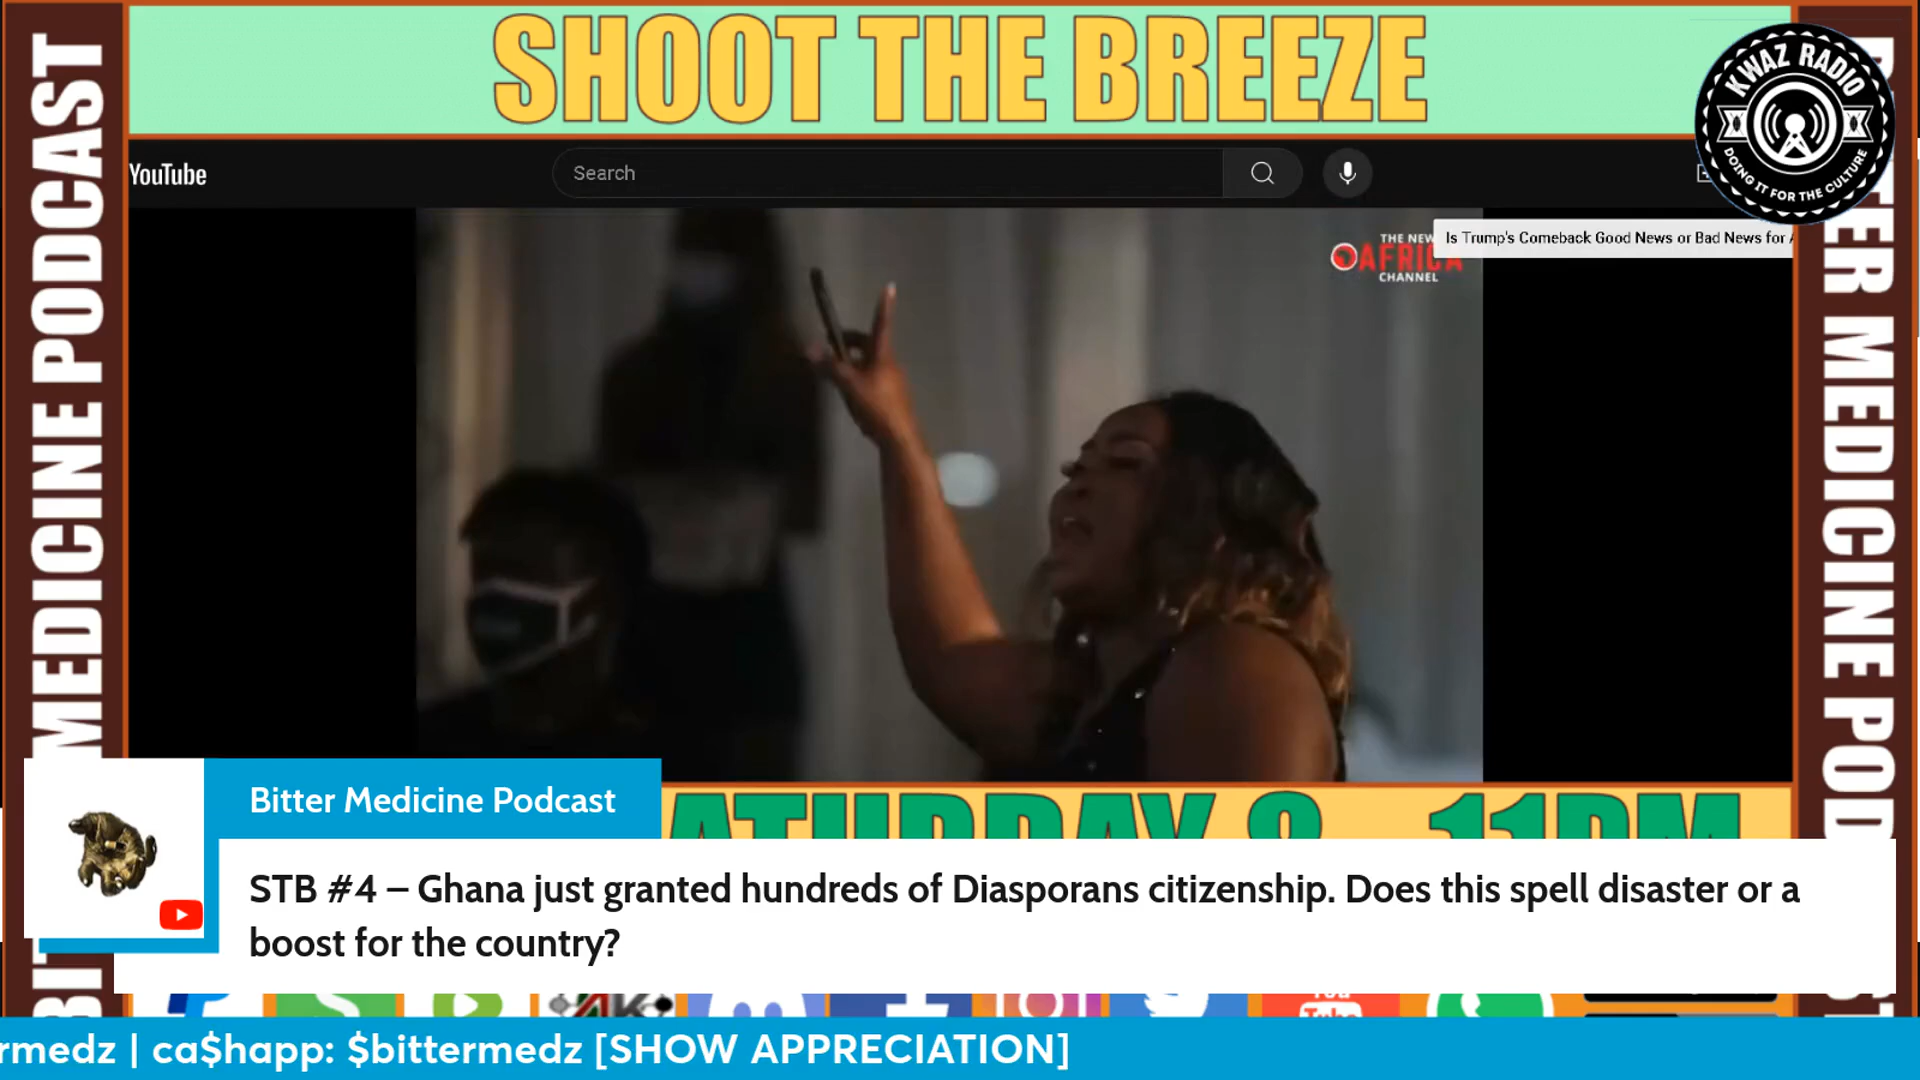 SHOOT THE BREEZE
KWAZ RADIO
DOING IT FOR THE CULTURE
MEDICINE PODCAST
YouTube
Search
Is Trump's Comeback Good News or Bad News for
THE NEW
AFRICA
CHANNEL
MEDICINE
Bitter Medicine Podcast
STB #4 – Ghana just granted hundreds of Diasporans citizenship. Does this spell disaster or a
boost for the country?
rmedz | ca$happ: $bittermedz [SHOW APPRECIATION]